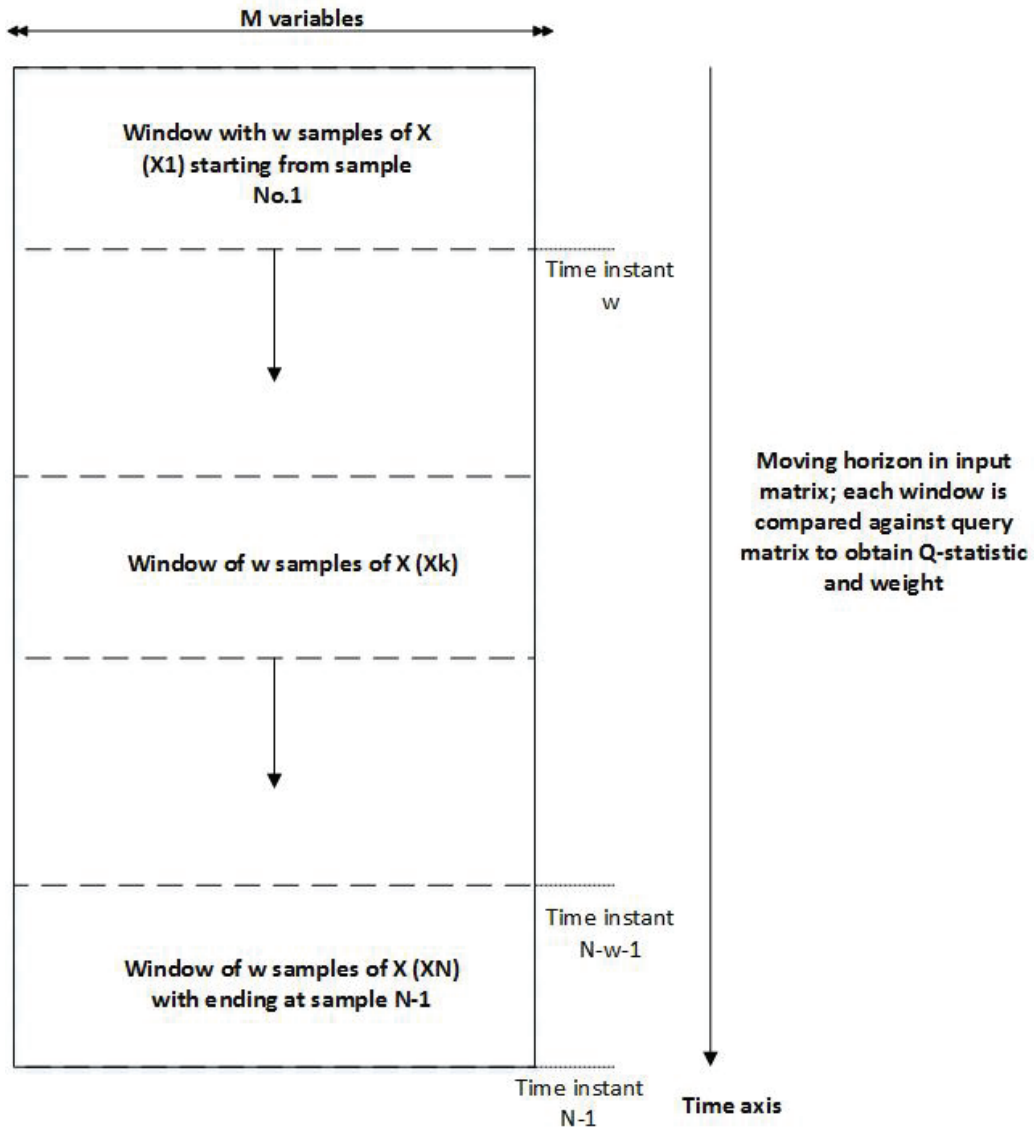 M variables
Window with w samples of X
(X1) starting from sample
No.1
Time instant
w
Window of w samples of X (Xk)
Moving horizon in input
matrix; each window is
compared against query
matrix to obtain Q-statistic
and weight
Time instant
N-w-1
Window of w samples of X (XN)
with ending at sample N-1
Time instant
N-1
Time axis